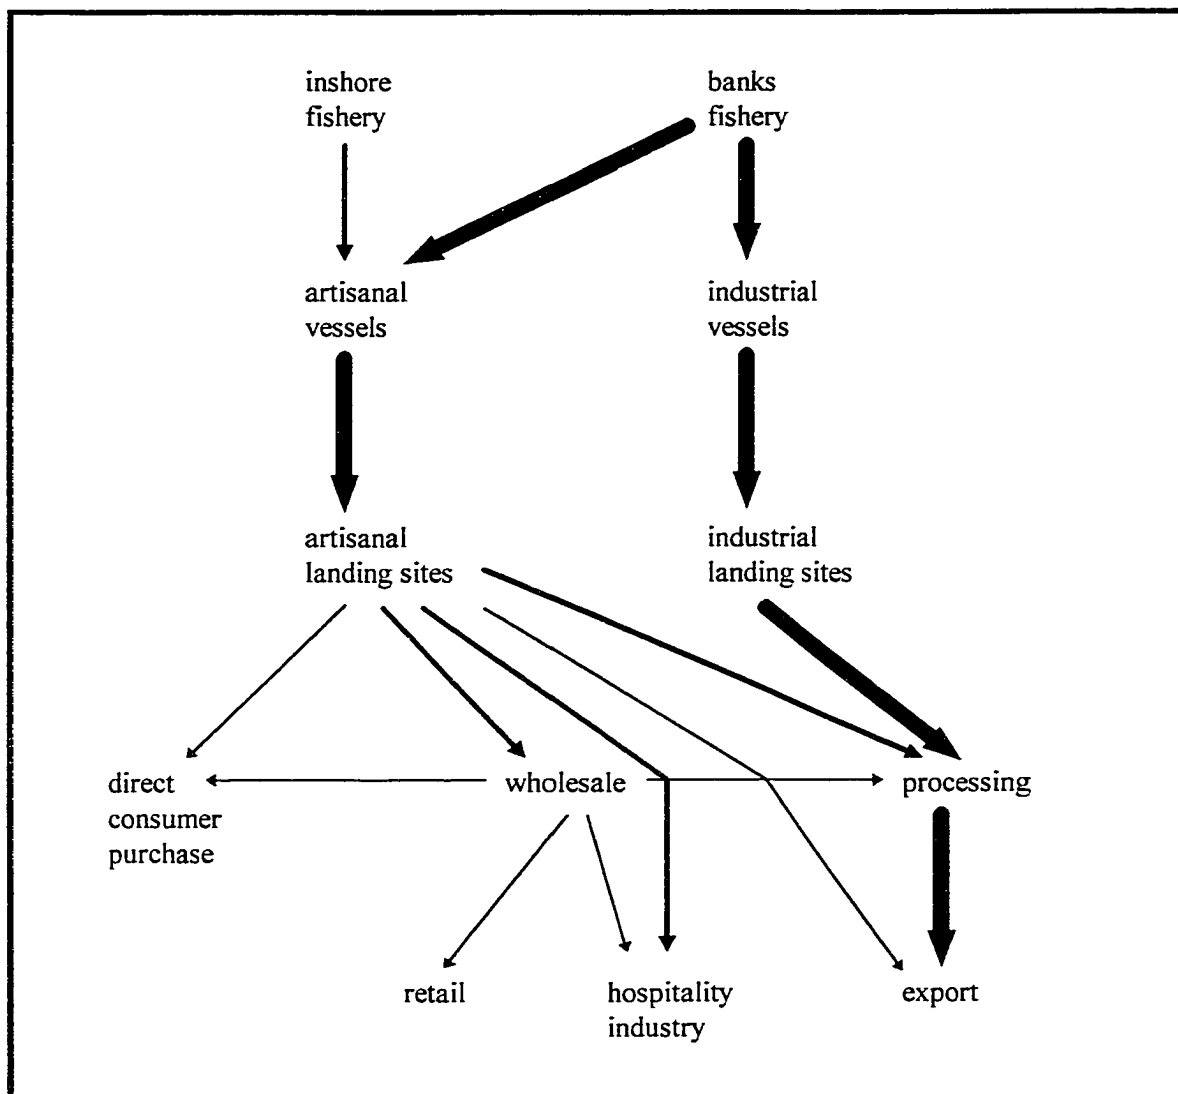 inshore
fishery
banks
fishery
artisanal
vessels
industrial
vessels
artisanal
landing sites
industrial
landing sites
direct
consumer
purchase
wholesale
processing
retail
hospitality
industry
export